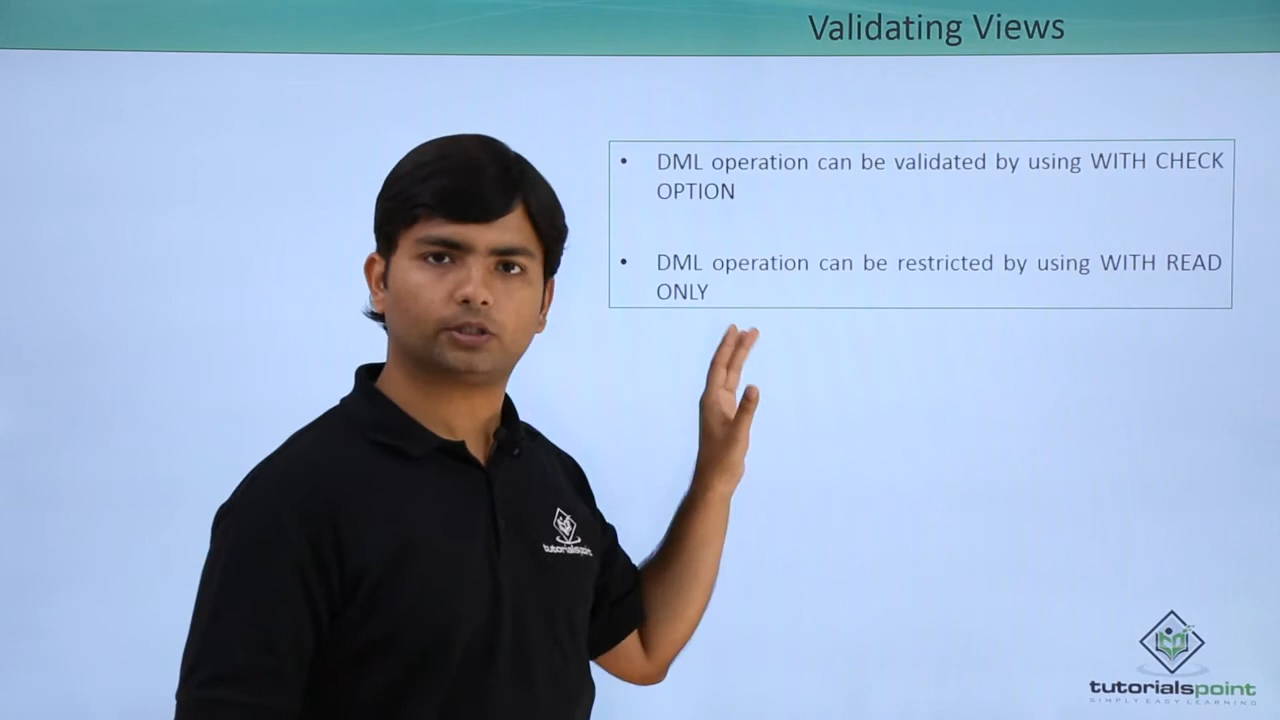 Validating Views
• DML operation can be validated by using WITH CHECK
OPTION
• DML operation can be restricted by using WITH READ
ONLY
tutorialspoint
tutorialspoint
SIMPLY EASY LEARNING